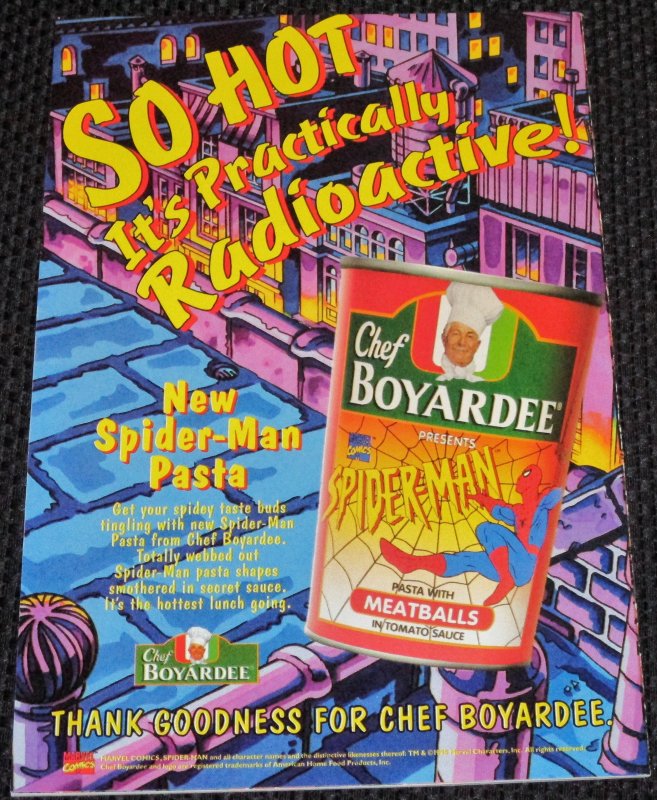 SO HOT
It's Practically
Radioactive!
Chef
BOYARDEE®
PRESENTS
MARVEL
COMICS
SPIDER-MAN
PASTA WITH
MEATBALLS
IN TOMATO SAUCE
New
Spider-Man
Pasta
Get your spidey taste buds
tingling with new Spider-Man
Pasta from Chef Boyardee.
Totally webbed out
Spider-Man pasta shapes
smothered in secret sauce.
It's the hottest lunch going.
Chef
BOYARDEE
THANK GOODNESS FOR CHEF BOYARDEE.
MARVEL
COMICS
MARVEL COMICS, SPIDER-MAN and all character names and the distinctive likenesses thereof: TM & © Marvel Characters, Inc. All rights reserved.
Chef Boyardee and logo are registered trademarks of American Home Food Products, Inc.